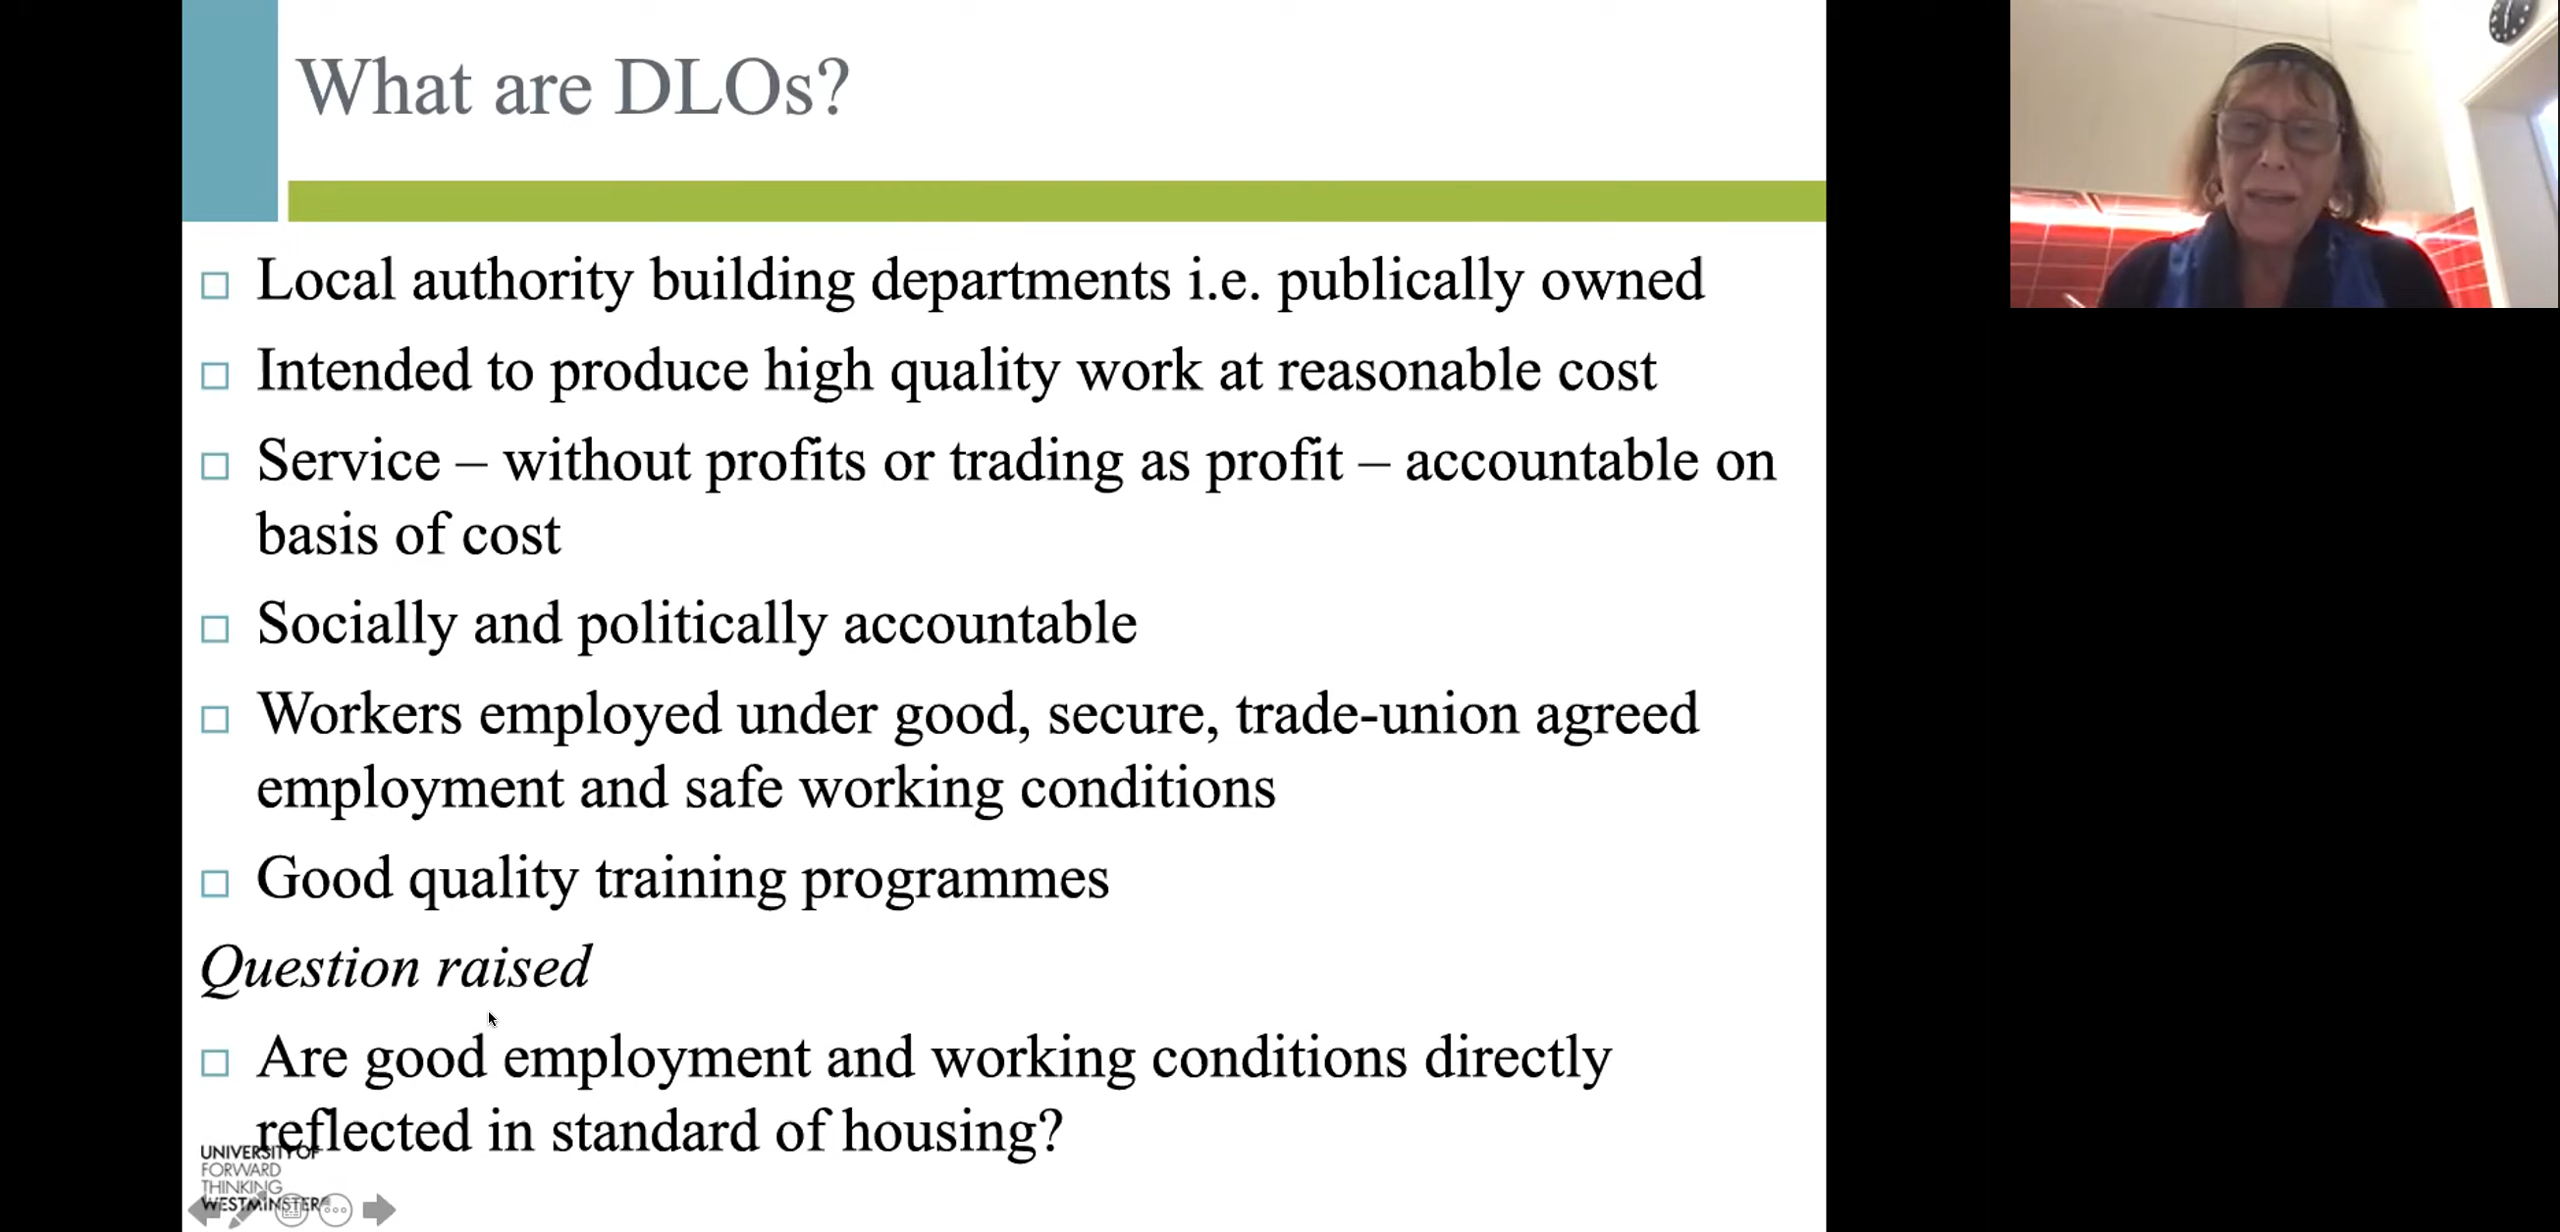 What are DLOs?
Local authority building departments i.e. publically owned
Intended to produce high quality work at reasonable cost
Service – without profits or trading as profit – accountable on
basis of cost
Socially and politically accountable
Workers employed under good, secure, trade-union agreed
employment and safe working conditions
Good quality training programmes
Question raised
Are good employment and working conditions directly
reflected in standard of housing?
UNIVERSITY OF
FORWARD
THINKING
WESTMINSTER